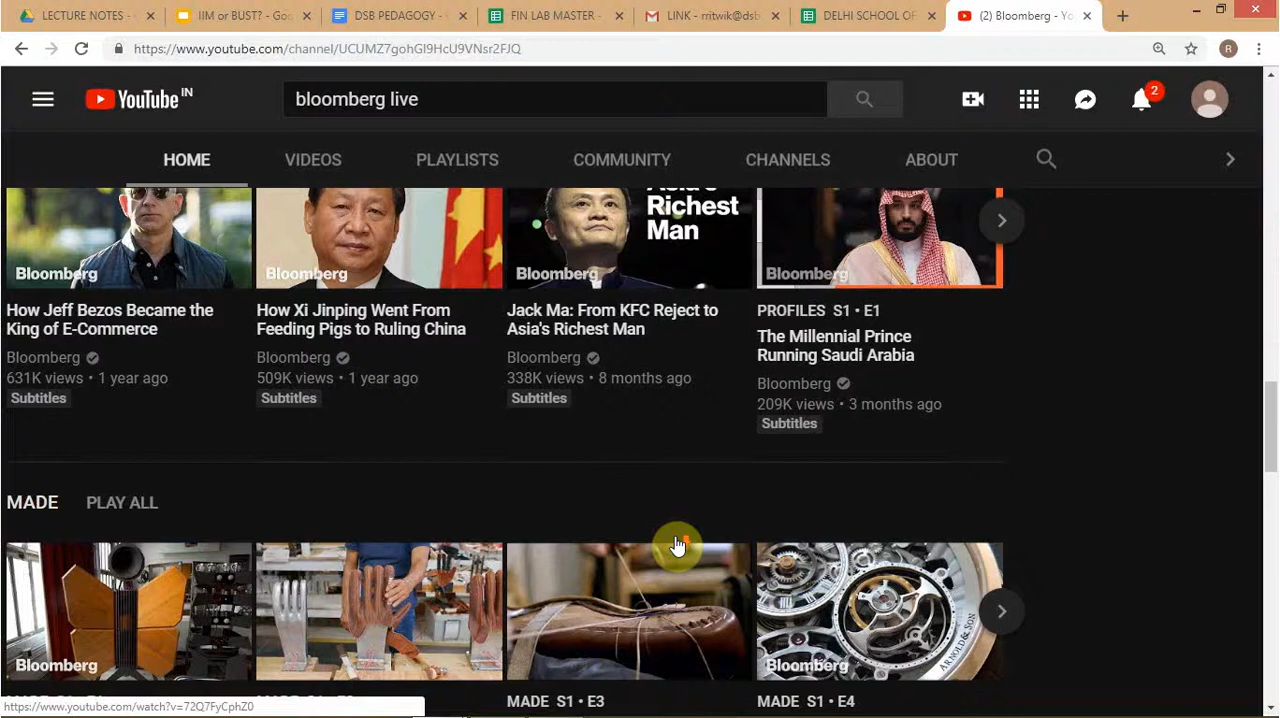 LECTURE NOTES -
IIM or BUST? - Goo
DSB PEDAGOGY -
FIN LAB MASTER -
LINK - rritwik@dsb
DELHI SCHOOL OF
(2) Bloomberg - Yo
https://www.youtube.com/channel/UCUMZ7gohGI9HcU9VNsr2FJQ
R
YouTube IN
bloomberg live
2
HOME VIDEOS PLAYLISTS COMMUNITY CHANNELS ABOUT
Asia's
Richest
Man
Bloomberg
Bloomberg
Bloomberg
Bloomberg
How Jeff Bezos Became the
King of E-Commerce
Bloomberg
631K views • 1 year ago
Subtitles
How Xi Jinping Went From
Feeding Pigs to Ruling China
Bloomberg
509K views • 1 year ago
Subtitles
Jack Ma: From KFC Reject to
Asia's Richest Man
Bloomberg
338K views • 8 months ago
Subtitles
PROFILES S1 • E1
The Millennial Prince
Running Saudi Arabia
Bloomberg
209K views • 3 months ago
Subtitles
MADE PLAY ALL
Bloomberg
ARNOLD & SON
Bloomberg
MADE S1 • E3
MADE S1 • E4
https://www.youtube.com/watch?v=72Q7FyCphZ0